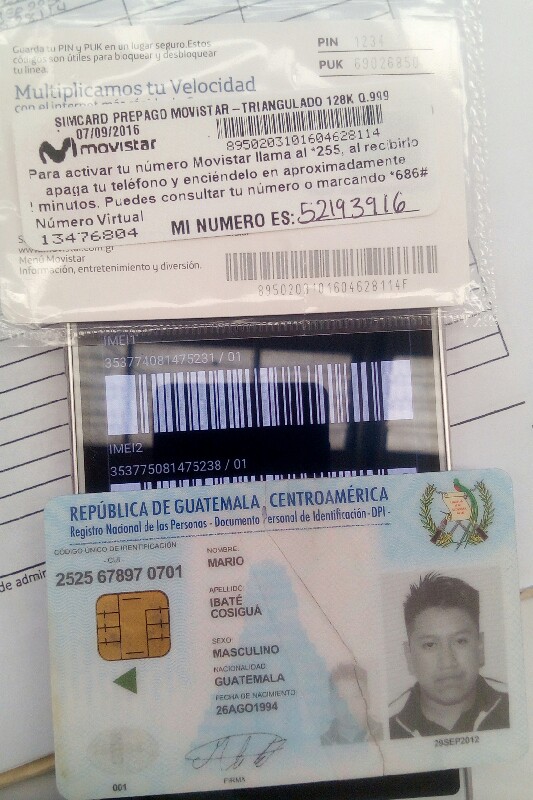 Guarda tu PIN y PUK en un lugar seguro.Estos
códigos son útiles para bloquear y desbloquear
tu línea.
PIN 1234
PUK 69026850
Multiplicamos tu Velocidad
con el internet
SIMCARD PREPAGO MOVISTAR-TRIANGULADO 128K Q.999
07/09/2016
movistar
8950203101604628114
Para activar tu número Movistar llama al *255, al recibirlo
apaga tu teléfono y enciéndelo en aproximadamente
! minutos. Puedes consultar tu número o marcando *686#
Número Virtual
13476804
MI NUMERO ES: 52193916
Menú Movistar
Información, entretenimiento y diversión.
8950203101604628114F
IMEI1
353774081475231 / 01
IMEI2
353775081475238 / 01
REPÚBLICA DE GUATEMALA, CENTROAMÉRICA
Registro Nacional de las Personas - Documento Personal de Identificación -DPI-
CÓDIGO ÚNICO DE IDENTIFICACIÓN
- CUI -
2525 67897 0701
NOMBRE:
MARIO
APELLIDO:
IBATÉ
COSIGUÁ
SEXO:
MASCULINO
NACIONALIDAD:
GUATEMALA
FECHA DE NACIMIENTO:
26AGO1994
29SEP2012
FIRMA
001
de admin